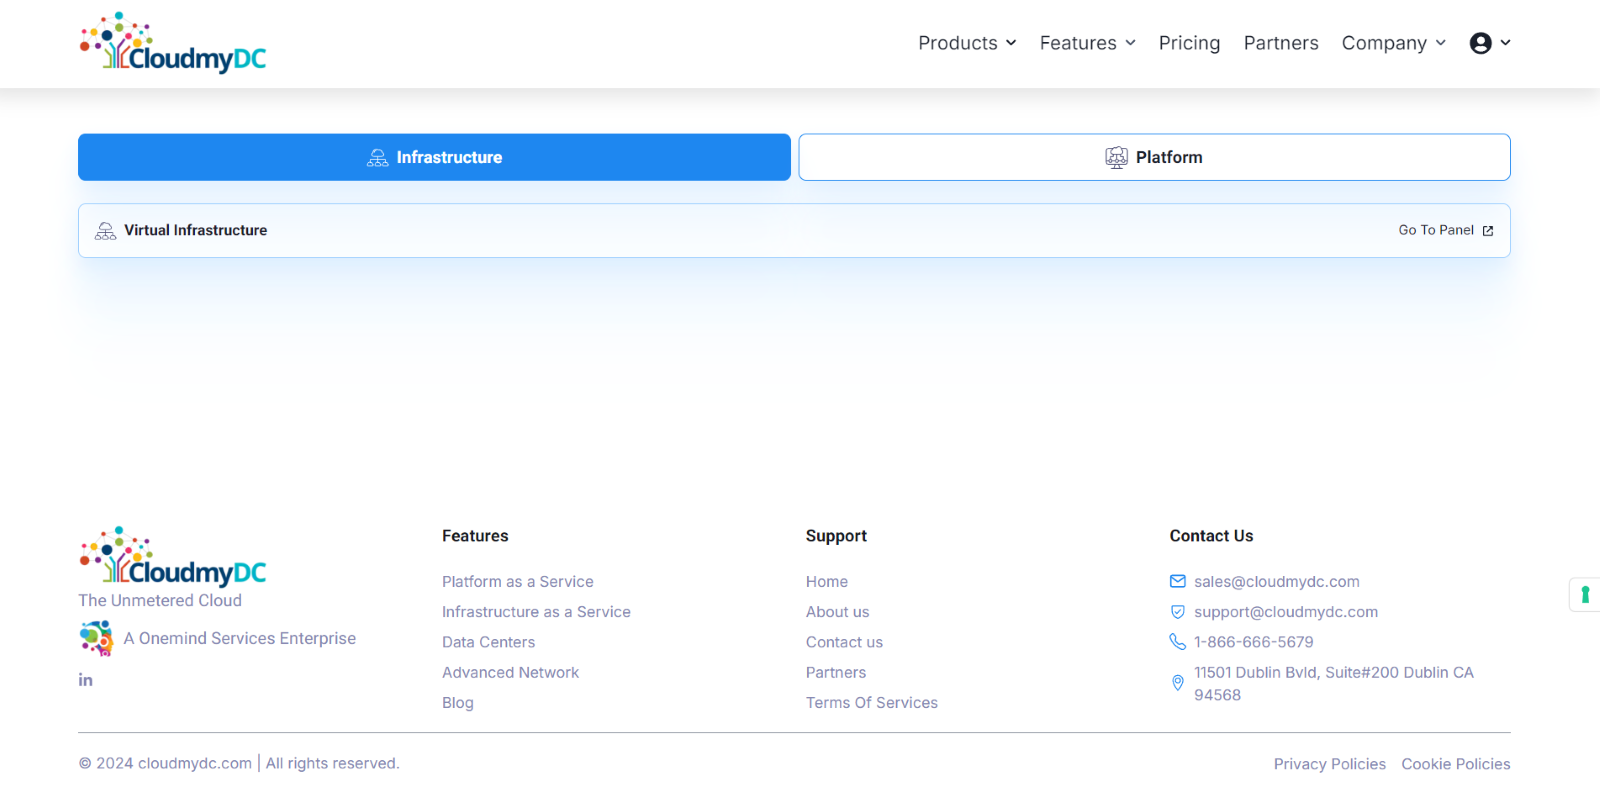 CloudmyDC
Products Features Pricing Partners Company
Infrastructure
Platform
Virtual Infrastructure
Go To Panel
CloudmyDC
The Unmetered Cloud
A Onemind Services Enterprise
in
Features
Platform as a Service
Infrastructure as a Service
Data Centers
Advanced Network
Blog
Support
Home
About us
Contact us
Partners
Terms Of Services
Contact Us
sales@cloudmydc.com
support@cloudmydc.com
1-866-666-5679
11501 Dublin Bvld, Suite#200 Dublin CA
94568
© 2024 cloudmydc.com | All rights reserved.
Privacy Policies Cookie Policies